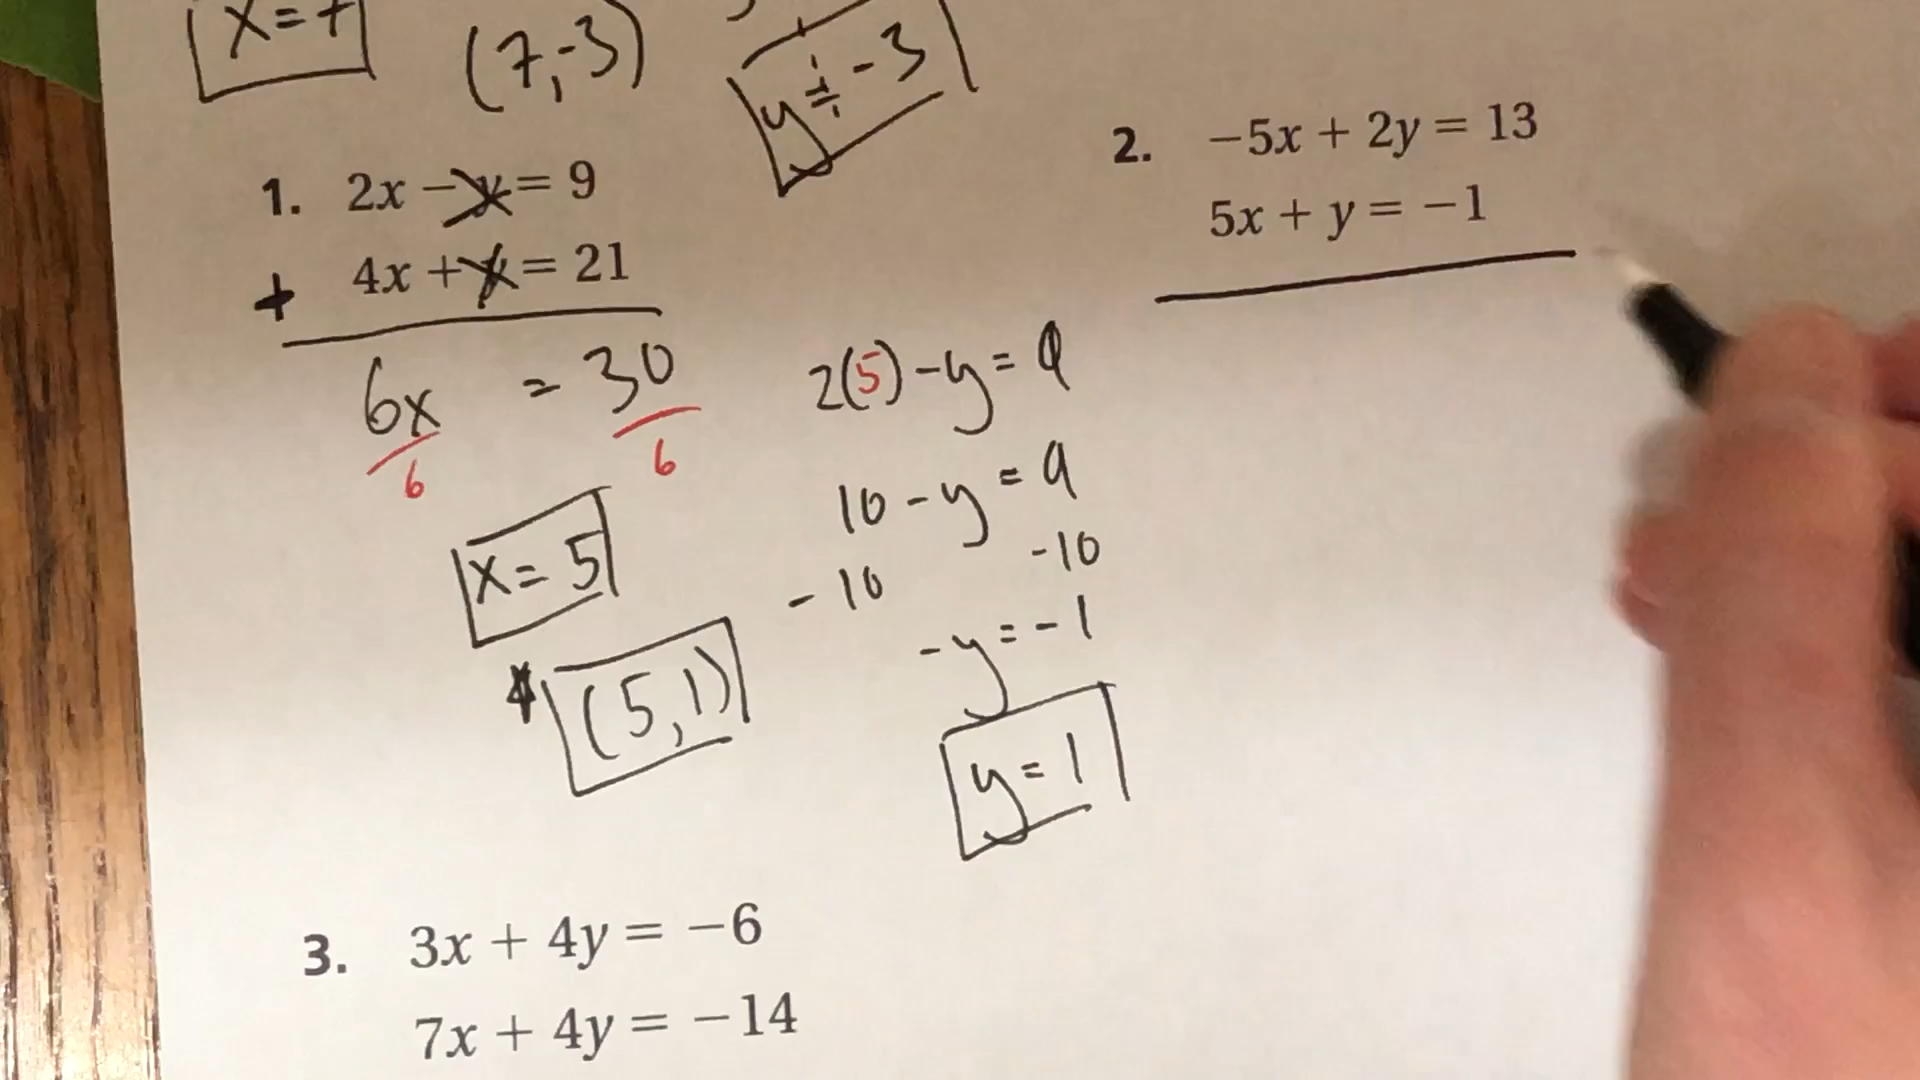 x = 7
(7, -3)
y = -3
1. 2x - y = 9
4x + y = 21
+
6x = 30
6 6
x = 5
(5, 1)
2(5) - y = 9
10 - y = 9
- 10 -10
-y = -1
y = 1
2. -5x + 2y = 13
5x + y = -1
3. 3x + 4y = -6
7x + 4y = -14